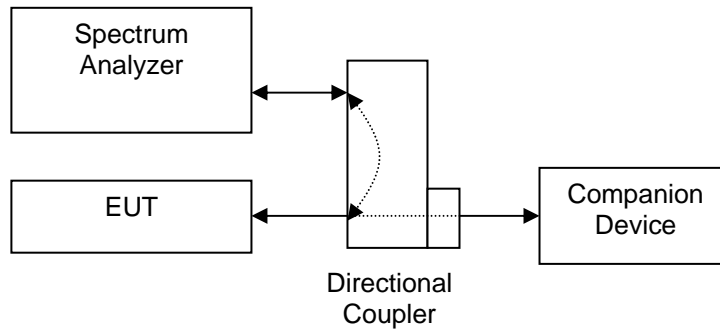 Spectrum
Analyzer
EUT
Companion
Device
Directional
Coupler